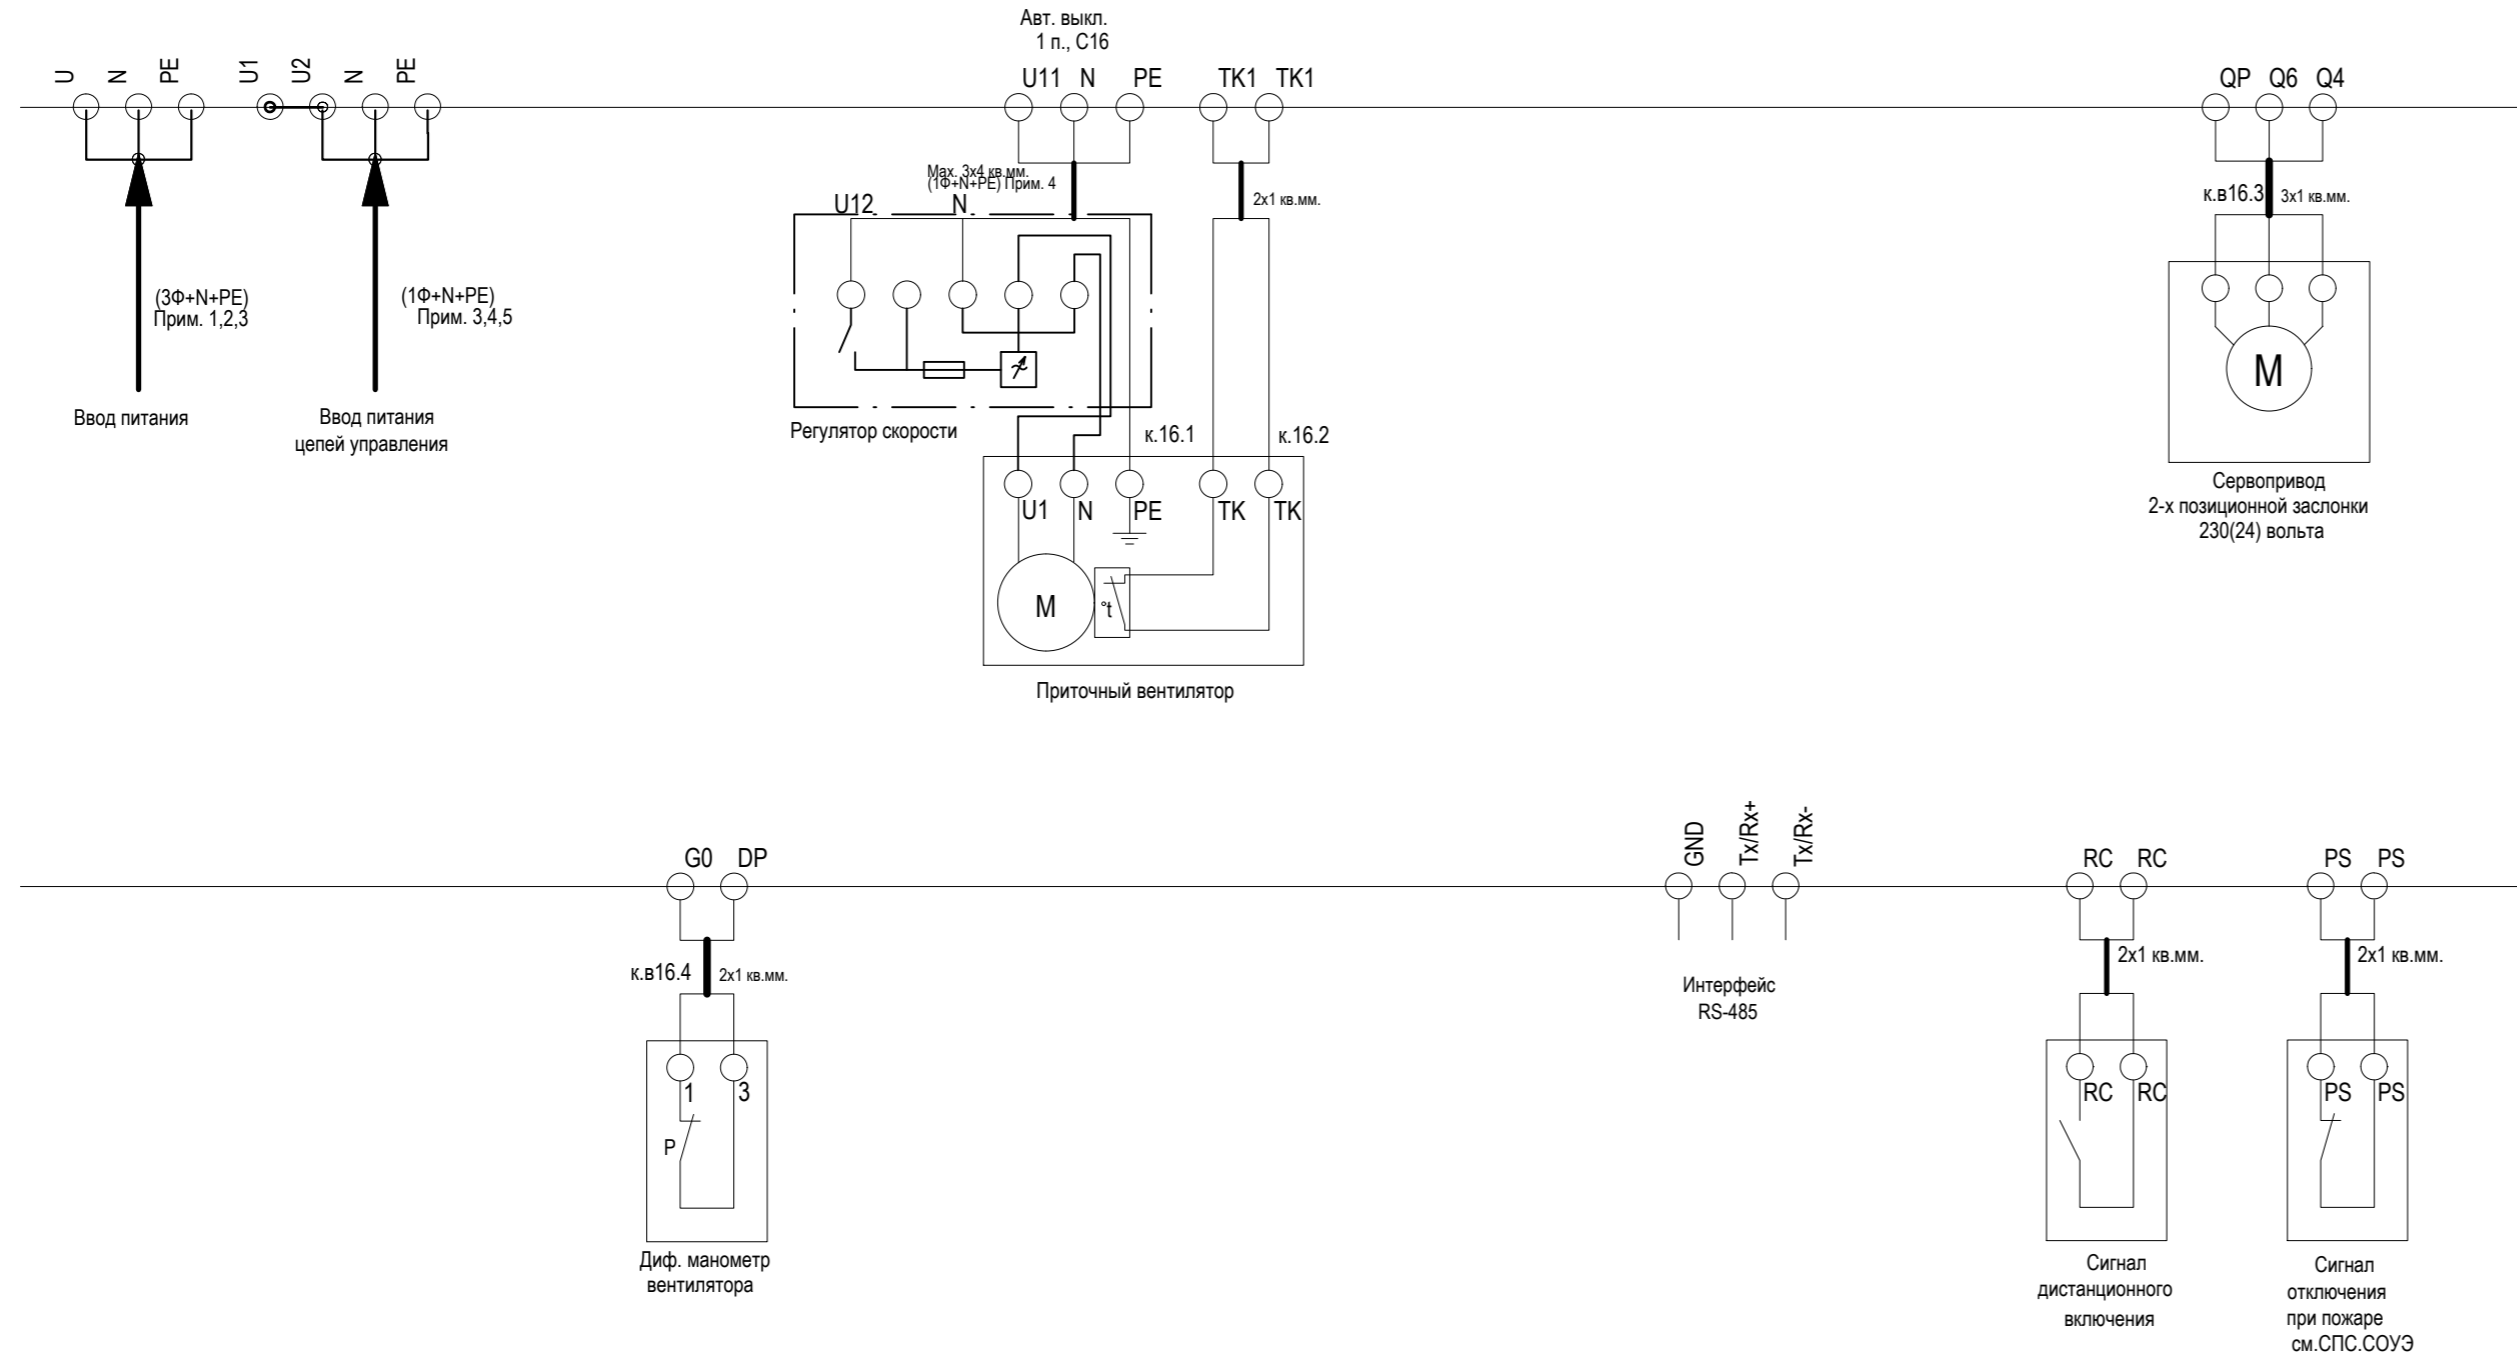 Авт. выкл.
1 п., C16
U N PE U1 U2 N PE
U11 N PE TK1 TK1
QP Q6 Q4
Max. 3x4 кв.мм.
(1Ф+N+PE) Прим. 4
U12 N
2x1 кв.мм.
к.в16.3 3x1 кв.мм.
(3Ф+N+PE)
Прим. 1,2,3
(1Ф+N+PE)
Прим. 3,4,5
M
Ввод питания
Ввод питания
цепей управления
Регулятор скорости
к.16.1 к.16.2
U1 N PE TK TK
Сервопривод
2-х позиционной заслонки
230(24) вольта
M °t
Приточный вентилятор
G0 DP
GND Tx/Rx+ Tx/Rx-
RC RC
PS PS
к.в16.4 2x1 кв.мм.
2x1 кв.мм.
2x1 кв.мм.
Интерфейс
RS-485
1 3
P
RC RC
PS PS
Диф. манометр
вентилятора
Сигнал
дистанционного
включения
Сигнал
отключения
при пожаре
см.СПС.СОУЭ